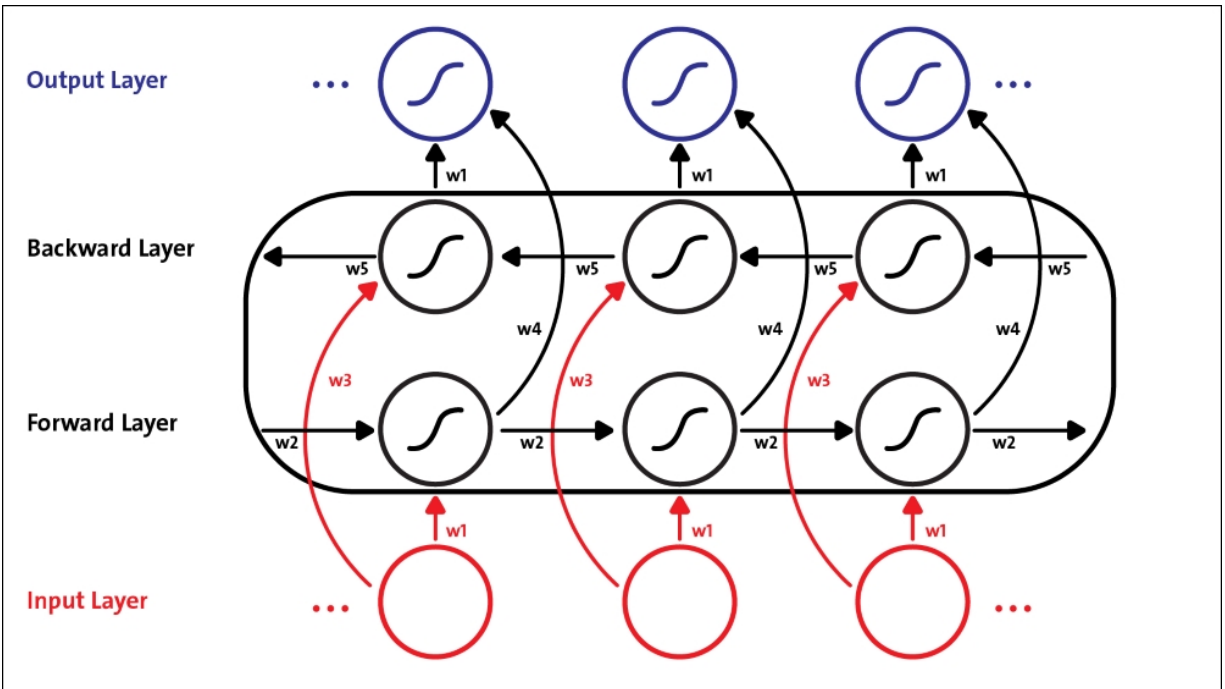 Output Layer
... ...
w1 w1 w1
Backward Layer
w5 w5 w5 w5
w4 w4 w4
w3 w3 w3
Forward Layer
w2 w2 w2 w2
w1 w1 w1
Input Layer
... ...